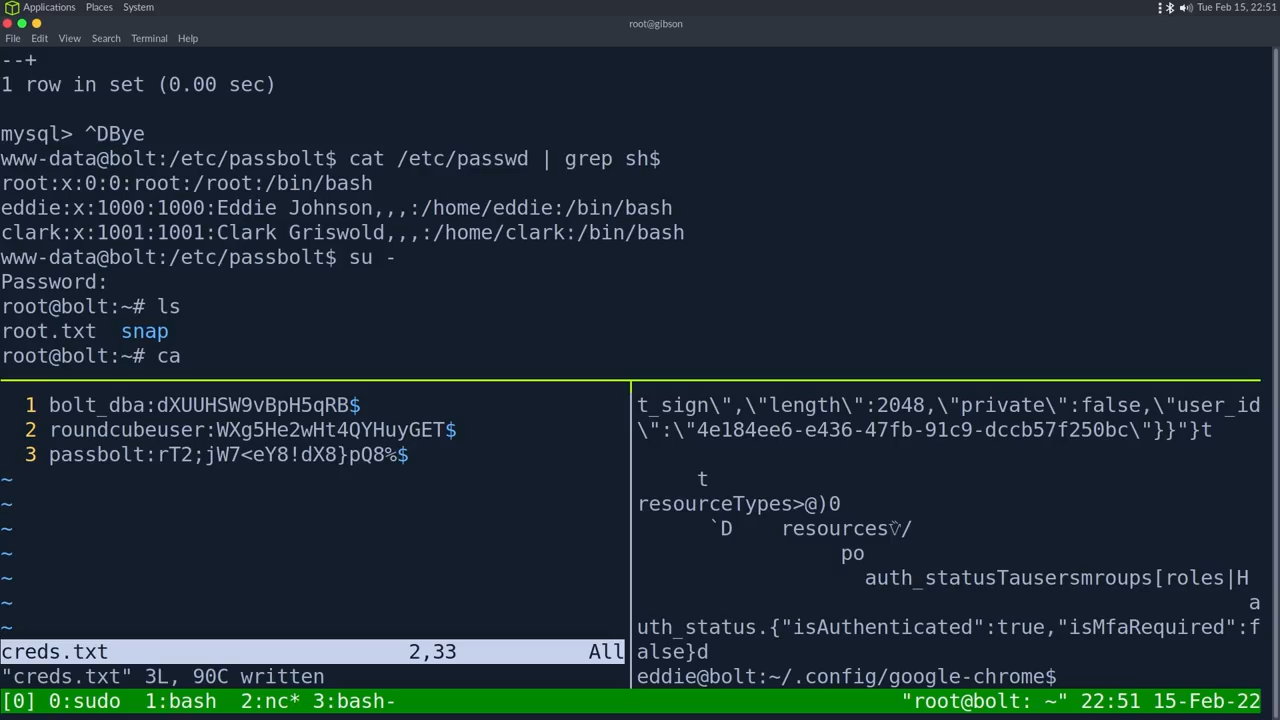 Applications Places System
Tue Feb 15, 22:51
root@gibson
File Edit View Search Terminal Help
--+
1 row in set (0.00 sec)
mysql> ^DBye
www-data@bolt:/etc/passbolt$ cat /etc/passwd | grep sh$
root:x:0:0:root:/root:/bin/bash
eddie:x:1000:1000:Eddie Johnson,,,:/home/eddie:/bin/bash
clark:x:1001:1001:Clark Griswold,,,:/home/clark:/bin/bash
www-data@bolt:/etc/passbolt$ su -
Password:
root@bolt:~# ls
root.txt snap
root@bolt:~# ca
1 bolt_dba:dXUUHSW9vBpH5qRB$
2 roundcubeuser:WXg5He2wHt4QYHuyGET$
3 passbolt:rT2;jW7<eY8!dX8}pQ8%$
~
~
~
~
~
~
~
creds.txt 2,33 All
"creds.txt" 3L, 90C written
t_sign\",\"length\":2048,\"private\":false,\"user_id
\":\"4e184ee6-e436-47fb-91c9-dccb57f250bc\"}}"}t
t
resourceTypes>@)0
`D resources /
po
auth_statusTausersmroups[roles|H
a
uth_status.{"isAuthenticated":true,"isMfaRequired":f
alse}d
eddie@bolt:~/.config/google-chrome$
[0] 0:sudo 1:bash 2:nc* 3:bash- "root@bolt: ~" 22:51 15-Feb-22